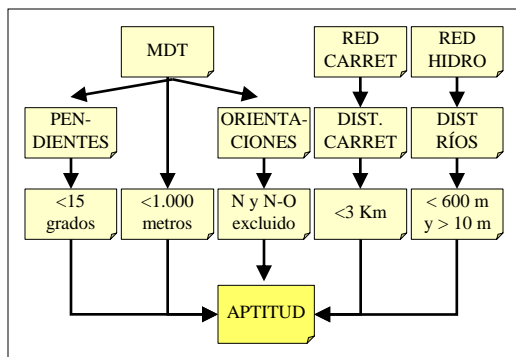 MDT
RED
CARRET
RED
HIDRO
PEN-
DIENTES
ORIENTA-
CIONES
DIST.
CARRET
DIST
RÍOS
<15
grados
<1.000
metros
N y N-O
excluido
<3 Km
< 600 m
y > 10 m
APTITUD